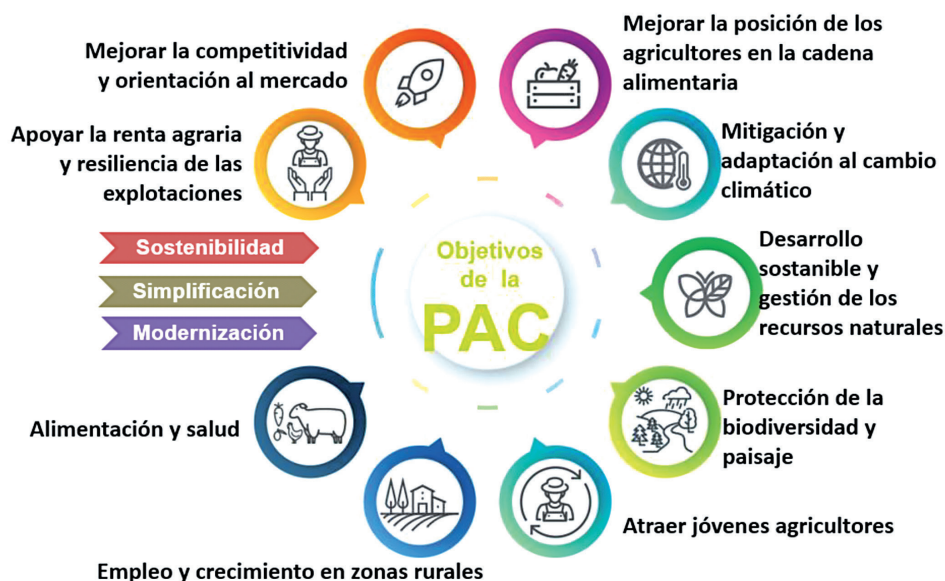 Mejorar la competitividad
y orientación al mercado
Mejorar la posición de los
agricultores en la cadena
alimentaria
Apoyar la renta agraria
y resiliencia de las
explotaciones
Mitigación y
adaptación al cambio
climático
Sostenibilidad
Simplificación
Modernización
Objetivos
de la
PAC
Desarrollo
sostanible y
gestión de los
recursos naturales
Alimentación y salud
Protección de la
biodiversidad y
paisaje
Atraer jóvenes agricultores
Empleo y crecimiento en zonas rurales